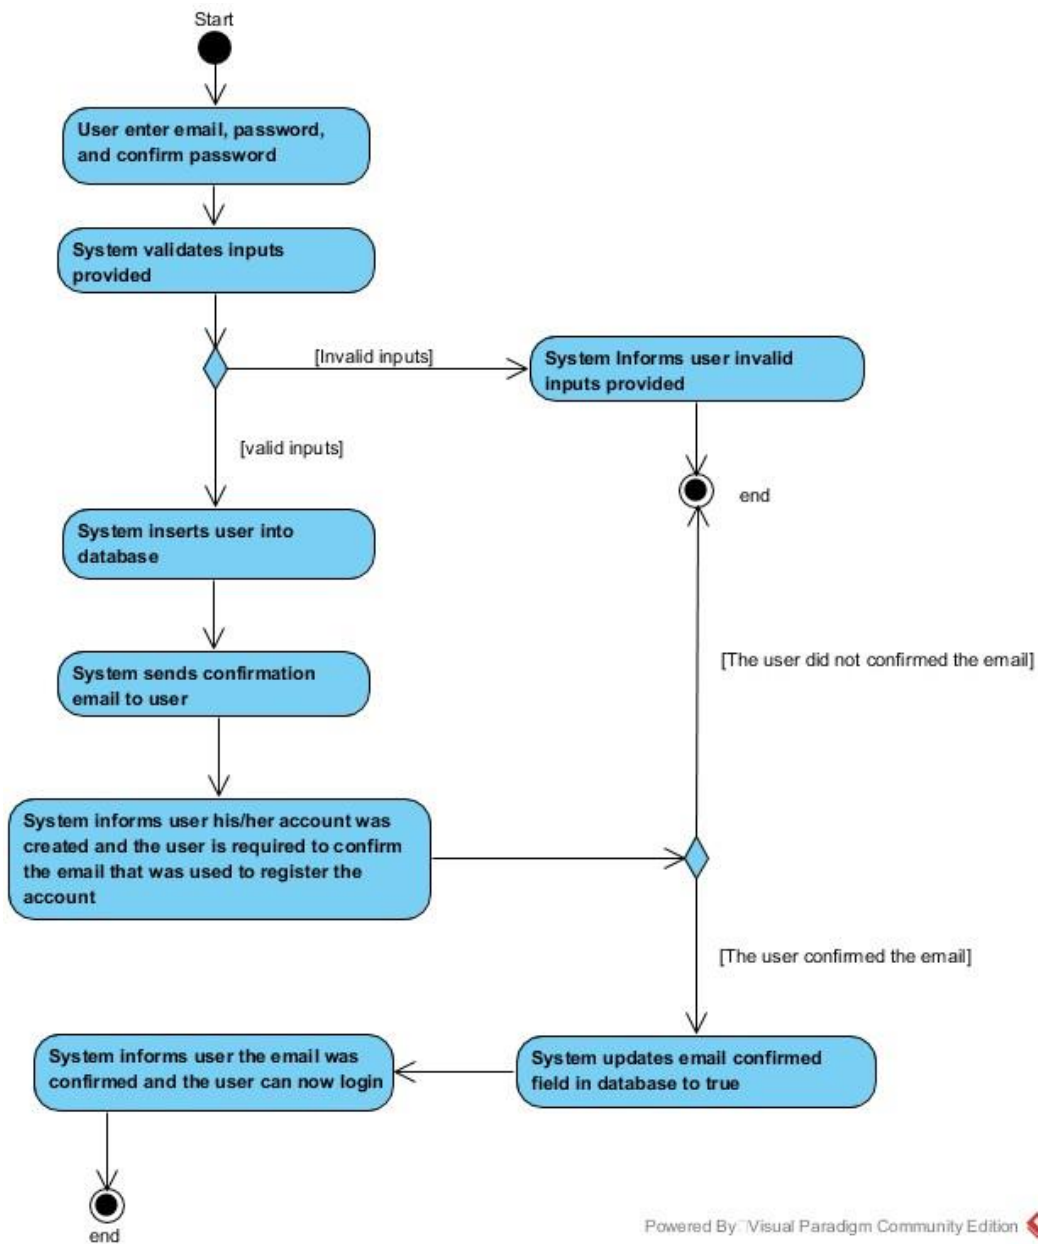 Start
User enter email, password,
and confirm password
System validates inputs
provided
[Invalid inputs]
System Informs user invalid
inputs provided
[valid inputs]
end
System inserts user into
database
[The user did not confirmed the email]
System sends confirmation
email to user
System informs user his/her account was
created and the user is required to confirm
the email that was used to register the
account
[The user confirmed the email]
System informs user the email was
confirmed and the user can now login
System updates email confirmed
field in database to true
end
Powered By Visual Paradigm Community Edition